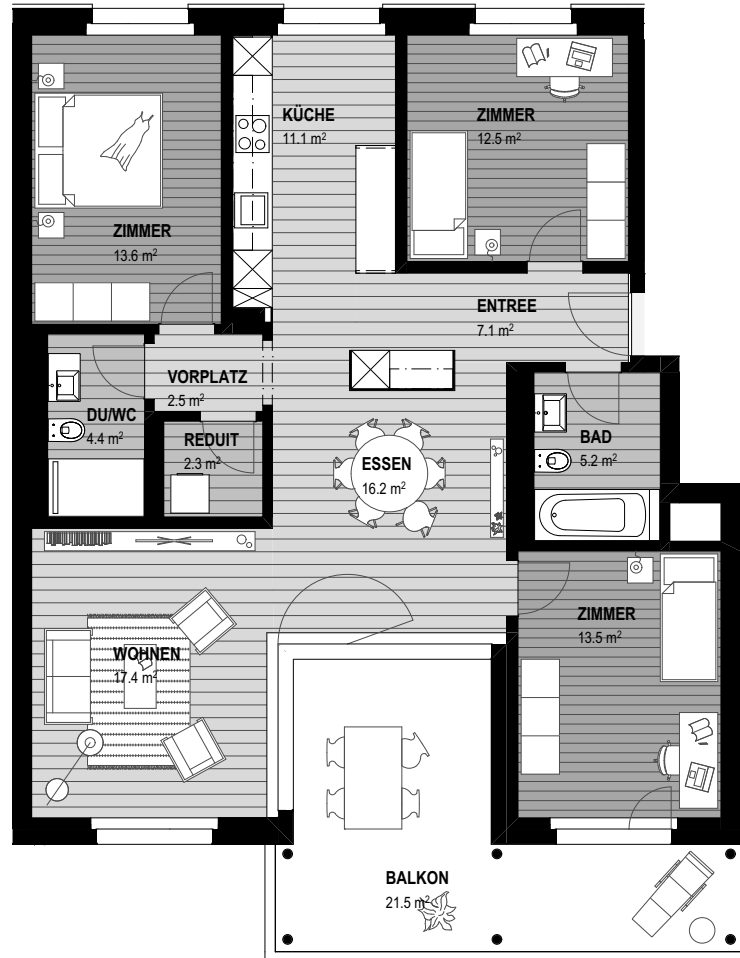 KÜCHE
11.1 m²
ZIMMER
12.5 m²
ZIMMER
13.6 m²
ENTREE
7.1 m²
VORPLATZ
2.5 m²
DU/WC
4.4 m²
REDUIT
2.3 m²
ESSEN
16.2 m²
BAD
5.2 m²
ZIMMER
13.5 m²
WOHNEN
17.4 m²
BALKON
21.5 m²